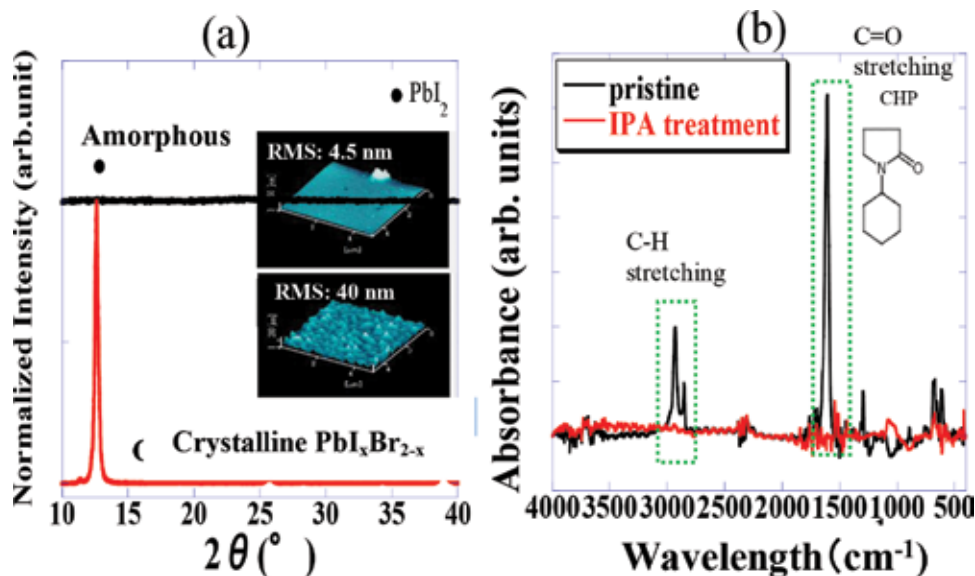 (a)
Normalized Intensity (arb.unit)
● PbI₂
Amorphous
●
RMS: 4.5 nm
RMS: 40 nm
( Crystalline PbIₓBr₂₋ₓ
10 15 20 25 30 35 40
2θ(°)
(b)
C=O
stretching
CHP
pristine
IPA treatment
N
O
C-H
stretching
Absorbance (arb. units)
4000 3500 3000 2500 2000 1500 1000 500
Wavelength(cm⁻¹)